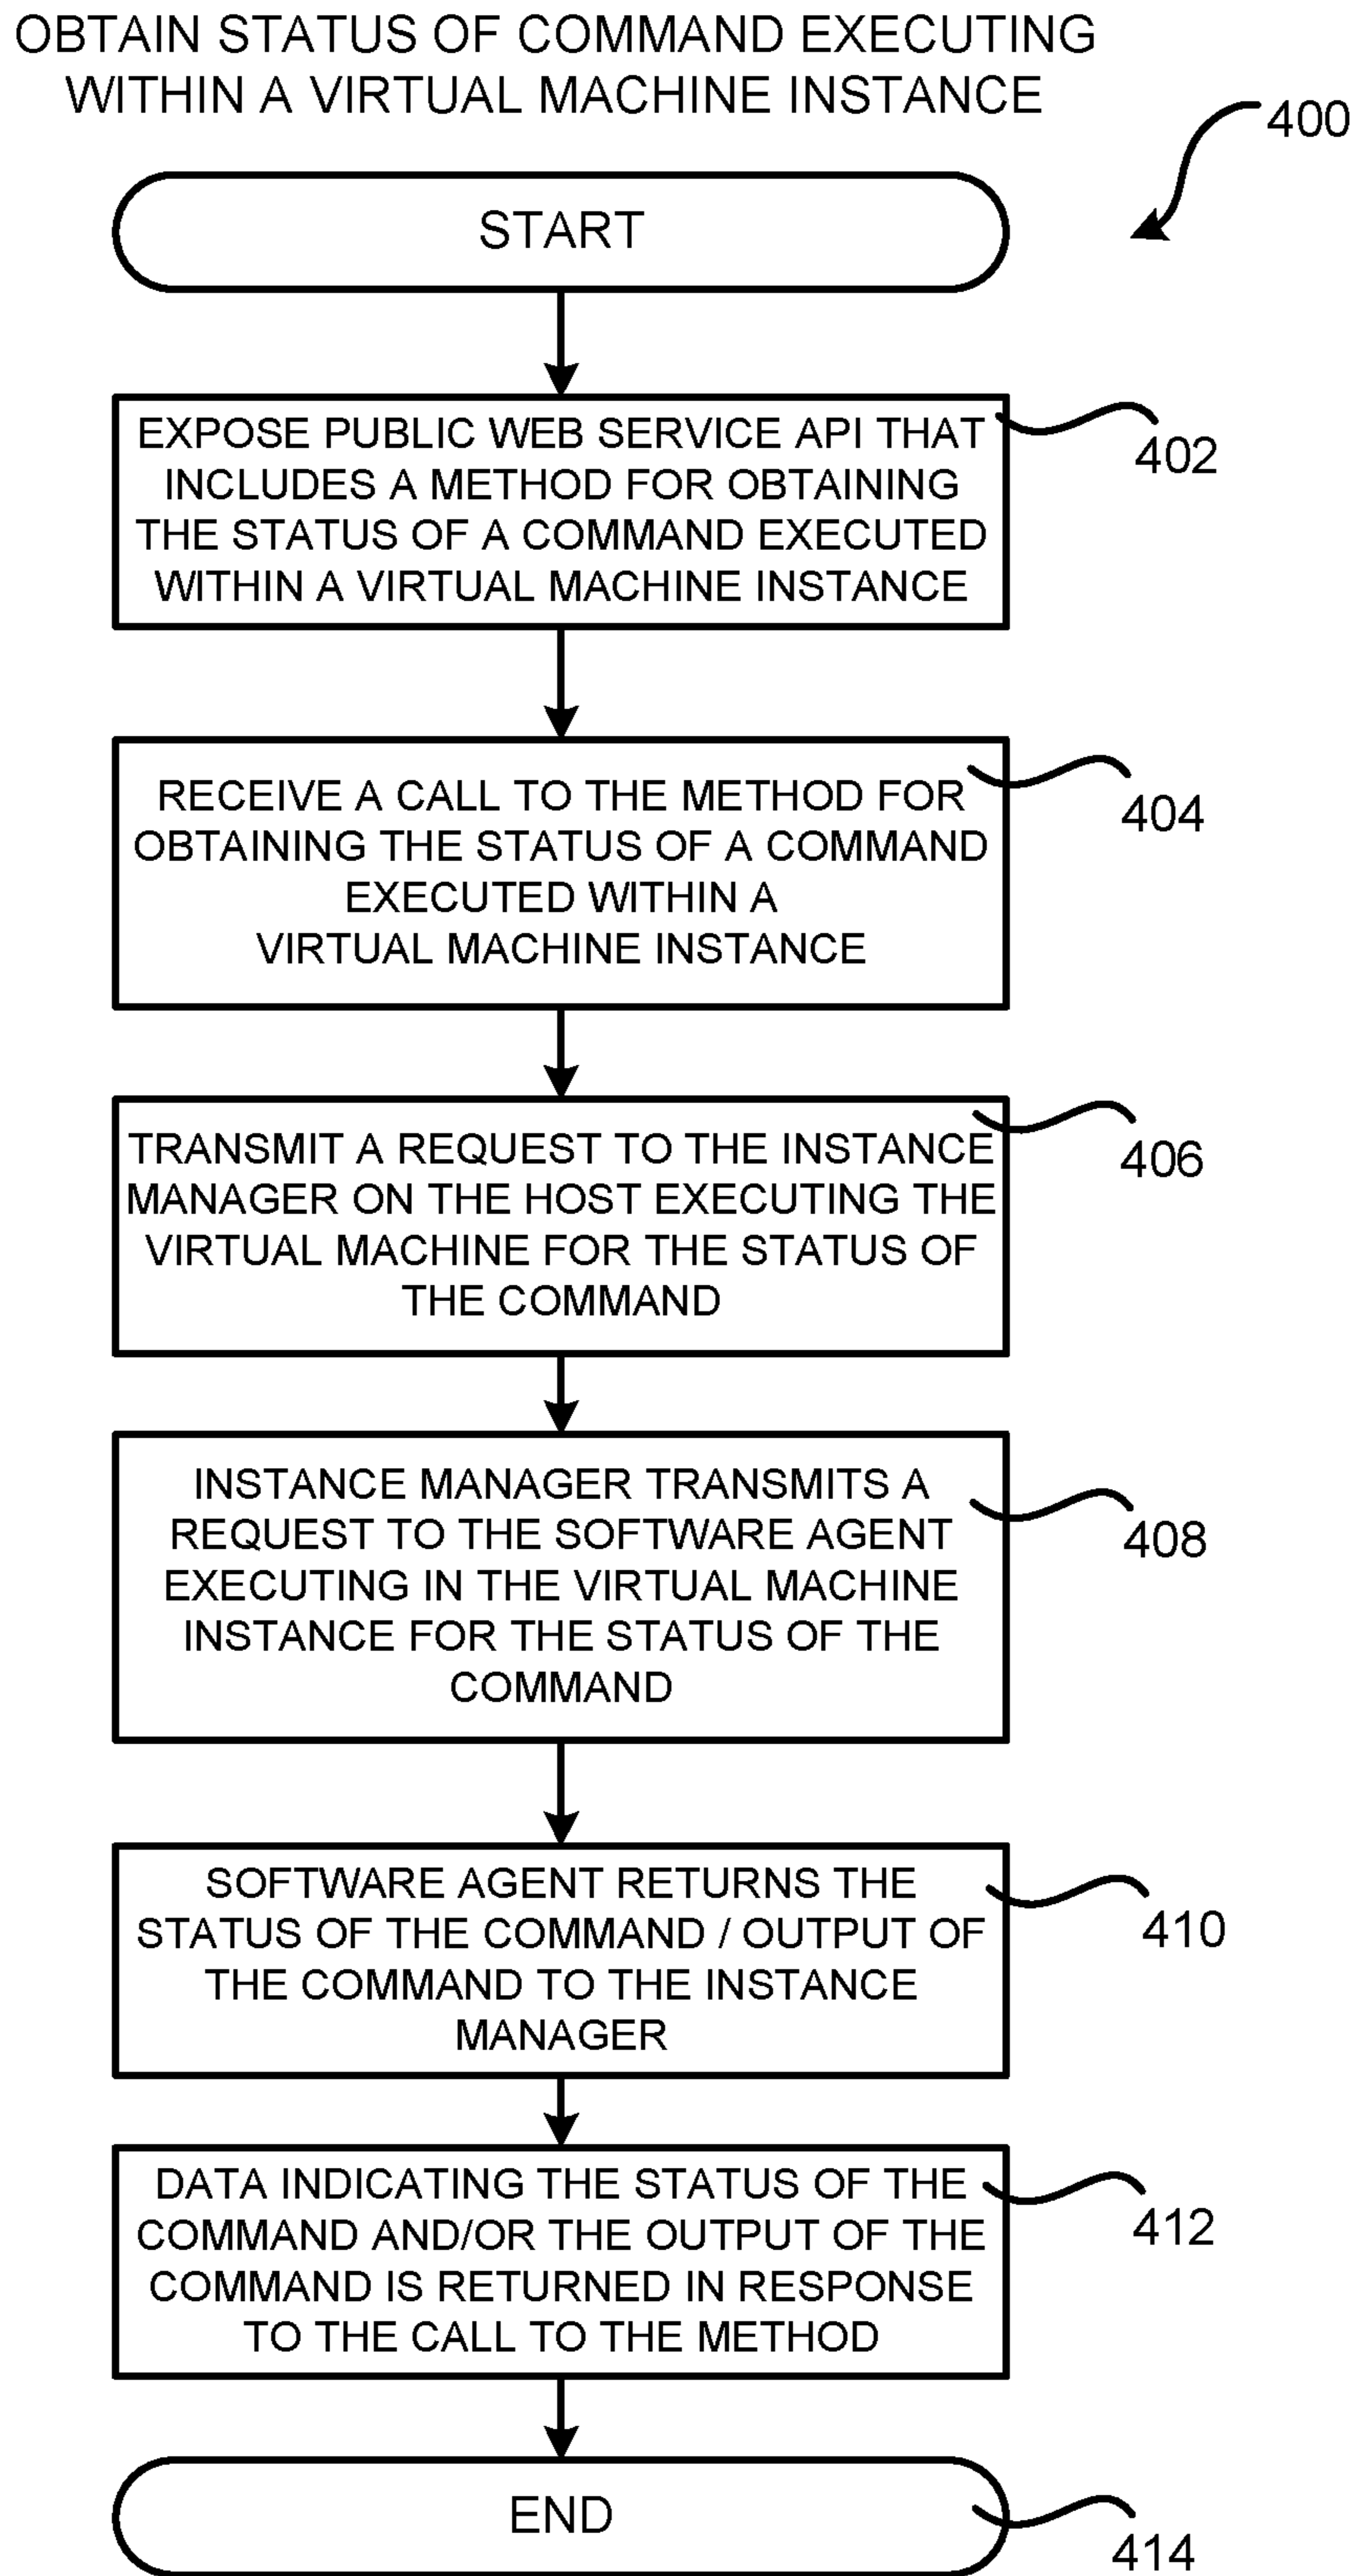 OBTAIN STATUS OF COMMAND EXECUTING
WITHIN A VIRTUAL MACHINE INSTANCE
400
START
EXPOSE PUBLIC WEB SERVICE API THAT
INCLUDES A METHOD FOR OBTAINING
THE STATUS OF A COMMAND EXECUTED
WITHIN A VIRTUAL MACHINE INSTANCE
402
RECEIVE A CALL TO THE METHOD FOR
OBTAINING THE STATUS OF A COMMAND
EXECUTED WITHIN A
VIRTUAL MACHINE INSTANCE
404
TRANSMIT A REQUEST TO THE INSTANCE
MANAGER ON THE HOST EXECUTING THE
VIRTUAL MACHINE FOR THE STATUS OF
THE COMMAND
406
INSTANCE MANAGER TRANSMITS A
REQUEST TO THE SOFTWARE AGENT
EXECUTING IN THE VIRTUAL MACHINE
INSTANCE FOR THE STATUS OF THE
COMMAND
408
SOFTWARE AGENT RETURNS THE
STATUS OF THE COMMAND / OUTPUT OF
THE COMMAND TO THE INSTANCE
MANAGER
410
DATA INDICATING THE STATUS OF THE
COMMAND AND/OR THE OUTPUT OF THE
COMMAND IS RETURNED IN RESPONSE
TO THE CALL TO THE METHOD
412
END
414